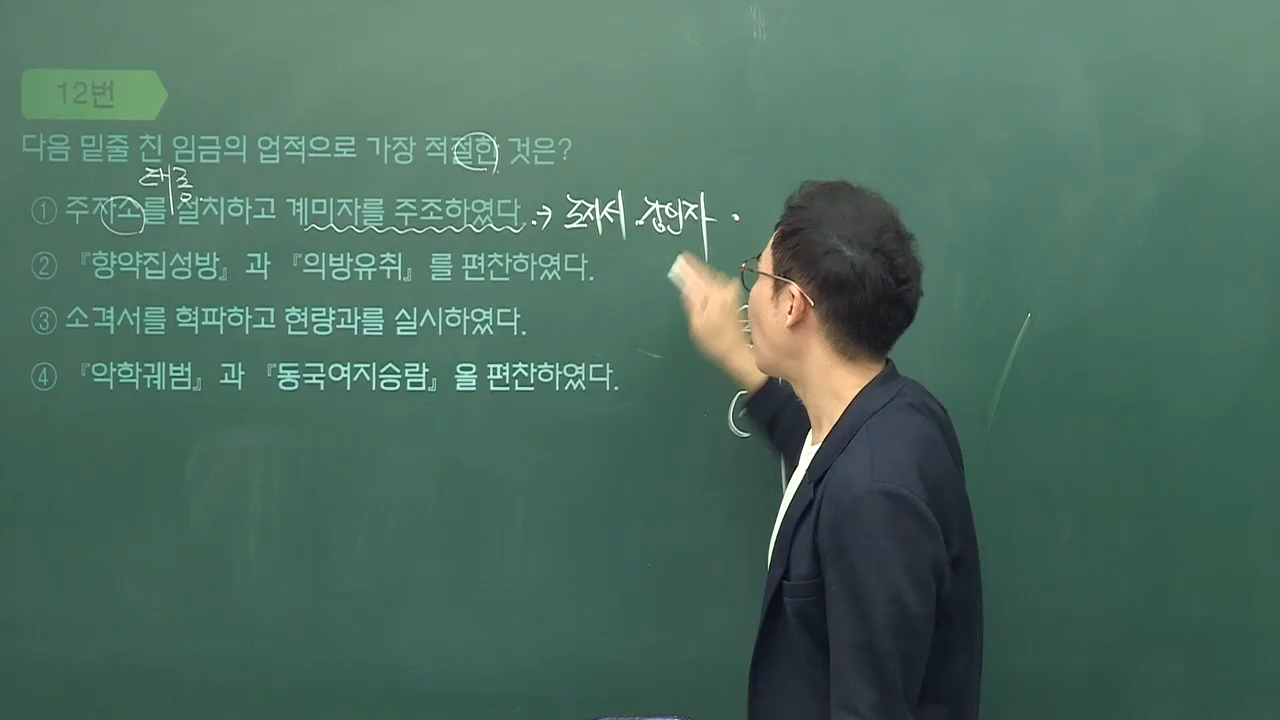 12번
다음 밑줄 친 임금의 업적으로 가장 적절한 것은?
태종
① 주자소를 설치하고 계미자를 주조하였다. → 갑인자
② 『향약집성방』과 『의방유취』를 편찬하였다.
③ 소격서를 혁파하고 현량과를 실시하였다.
④ 『악학궤범』과 『동국여지승람』을 편찬하였다.